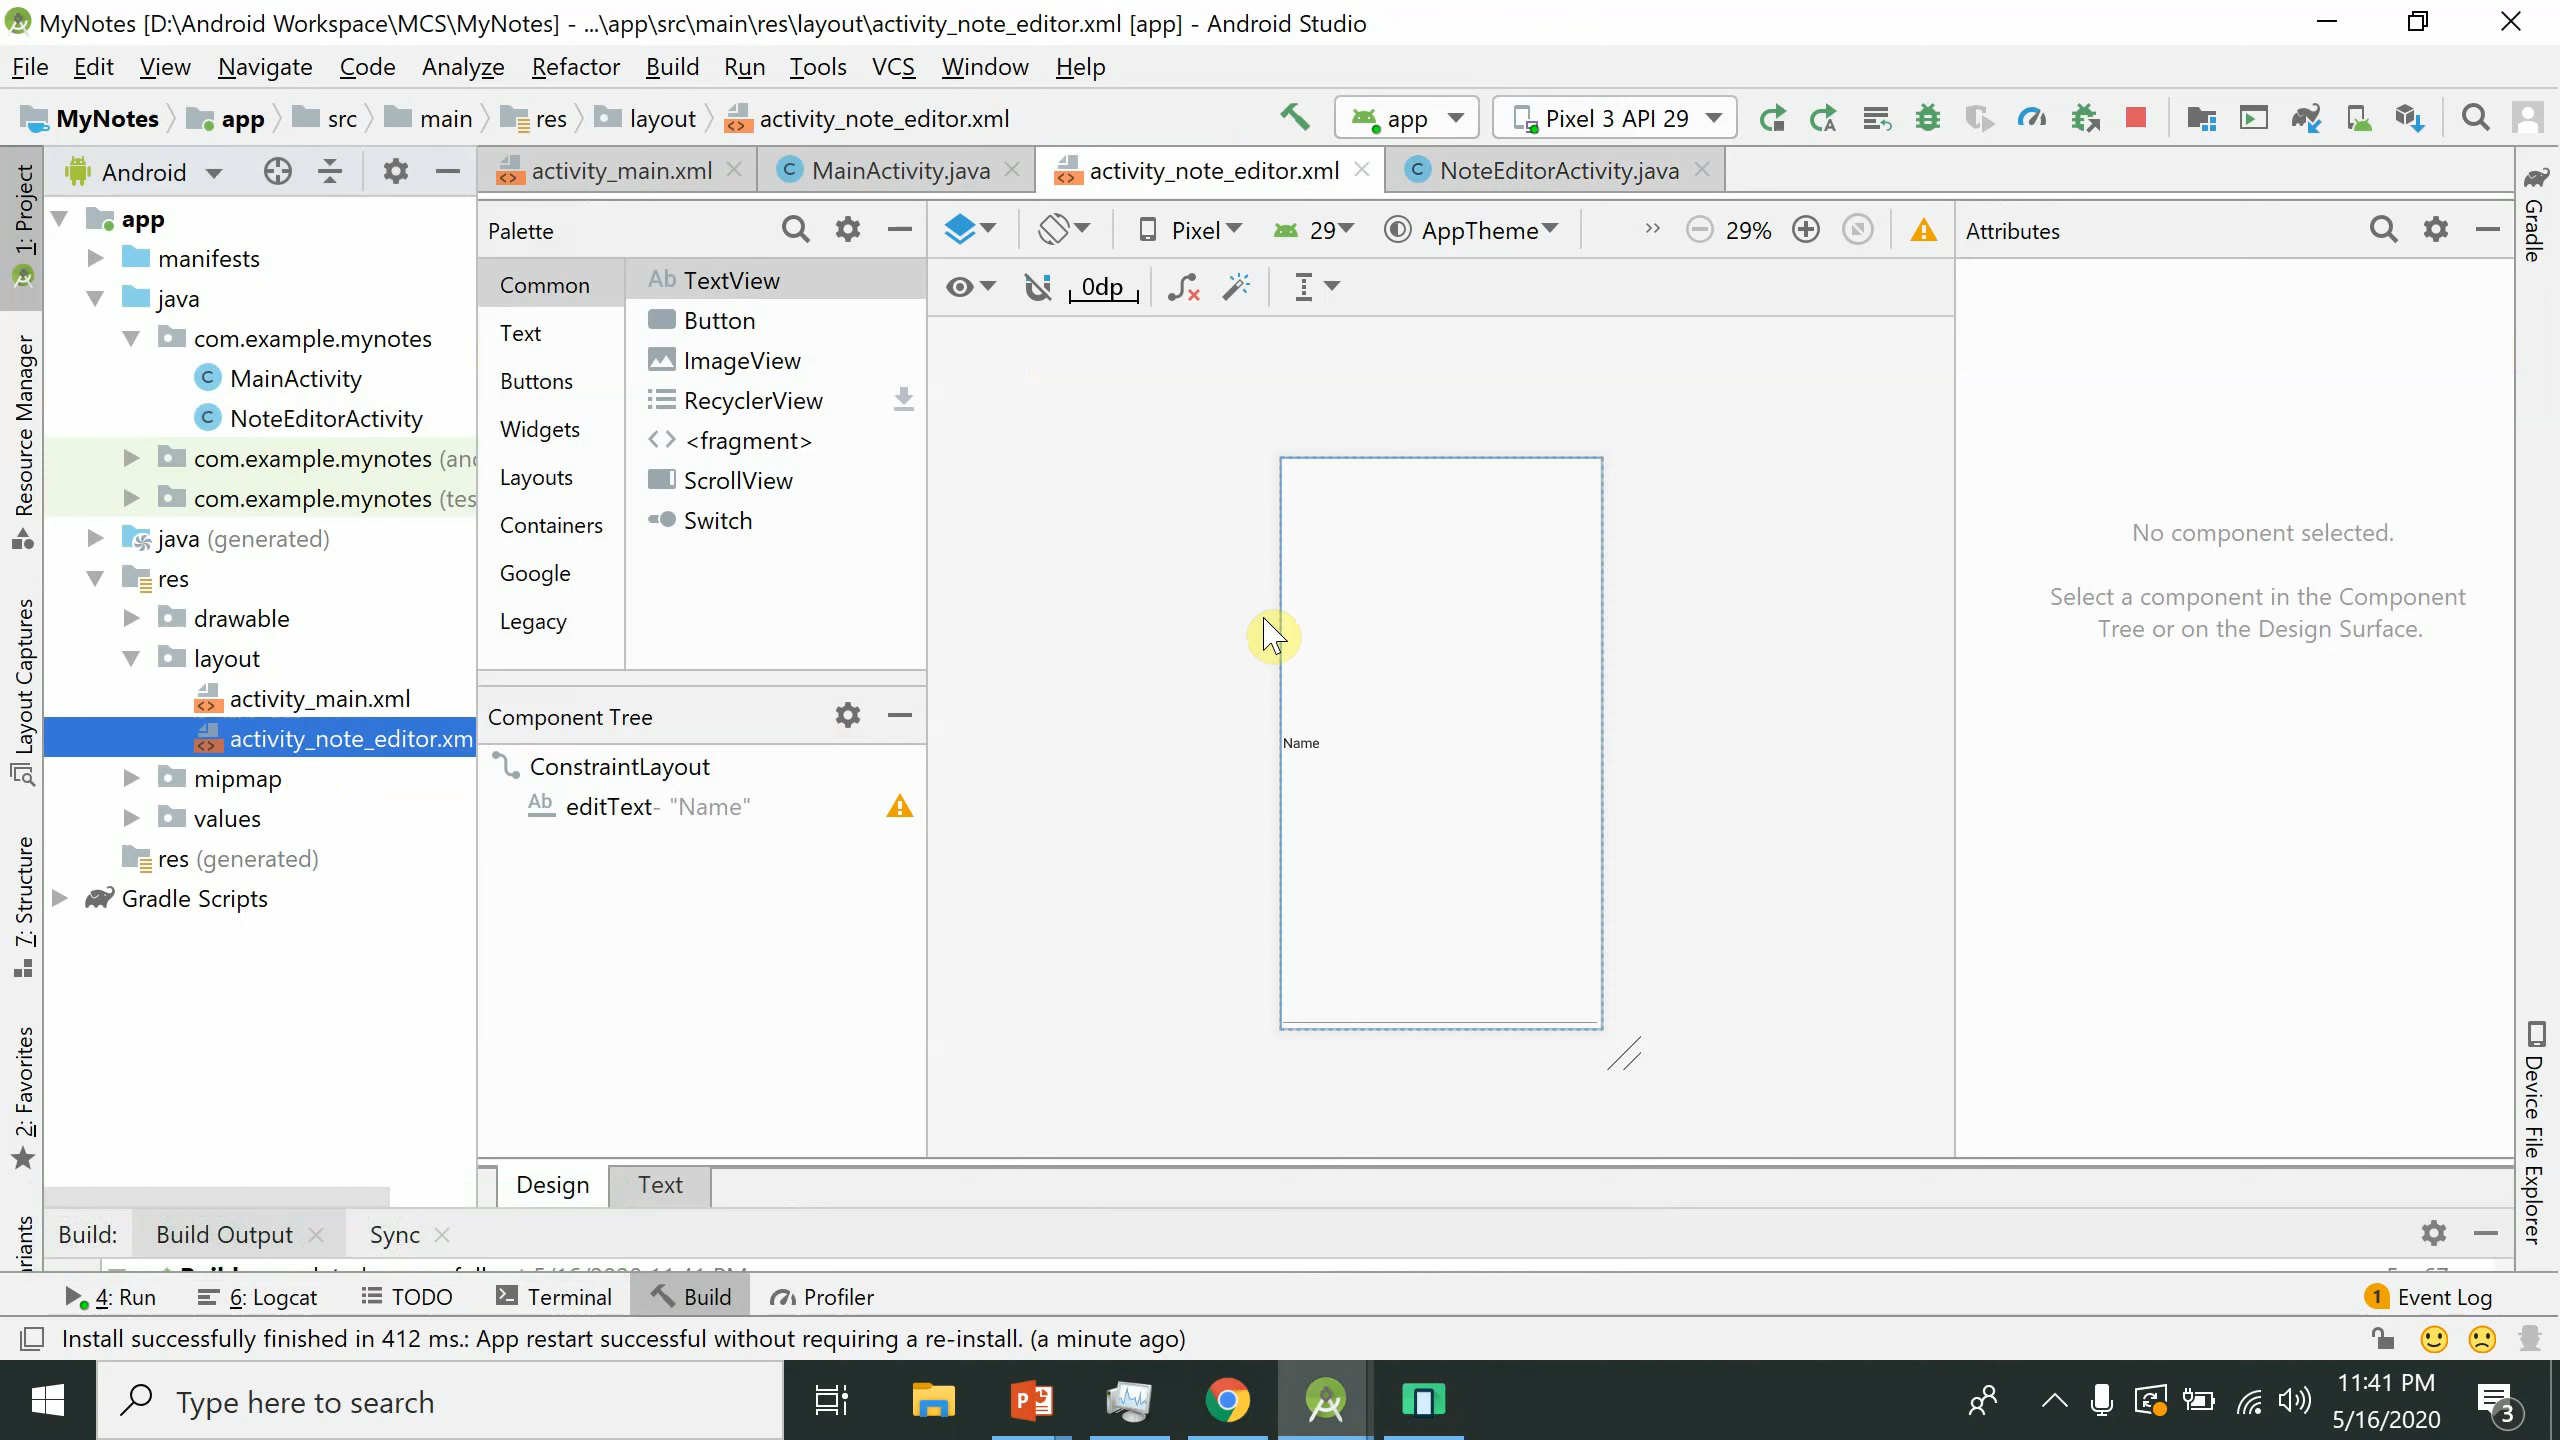 MyNotes [D:\Android Workspace\MCS\MyNotes] - ...\app\src\main\res\layout\activity_note_editor.xml [app] - Android Studio
File Edit View Navigate Code Analyze Refactor Build Run Tools VCS Window Help
MyNotes app src main res layout activity_note_editor.xml app Pixel 3 API 29
Android activity_main.xml MainActivity.java activity_note_editor.xml NoteEditorActivity.java
1: Project
Resource Manager
Layout Captures
7: Structure
2: Favorites
riants
app
manifests
java
com.example.mynotes
MainActivity
NoteEditorActivity
com.example.mynotes (and
com.example.mynotes (tes
java (generated)
res
drawable
layout
activity_main.xml
activity_note_editor.xm
mipmap
values
res (generated)
Gradle Scripts
Palette
Common
Text
Buttons
Widgets
Layouts
Containers
Google
Legacy
Ab TextView
Button
ImageView
RecyclerView
<fragment>
ScrollView
Switch
Component Tree
ConstraintLayout
Ab editText- "Name"
Pixel 29 AppTheme » 29%
0dp
Name
Attributes
No component selected.
Select a component in the Component
Tree or on the Design Surface.
Gradle
Device File Explorer
Design Text
Build: Build Output Sync
4: Run 6: Logcat TODO Terminal Build Profiler 1 Event Log
Install successfully finished in 412 ms.: App restart successful without requiring a re-install. (a minute ago)
Type here to search
11:41 PM
5/16/2020
3